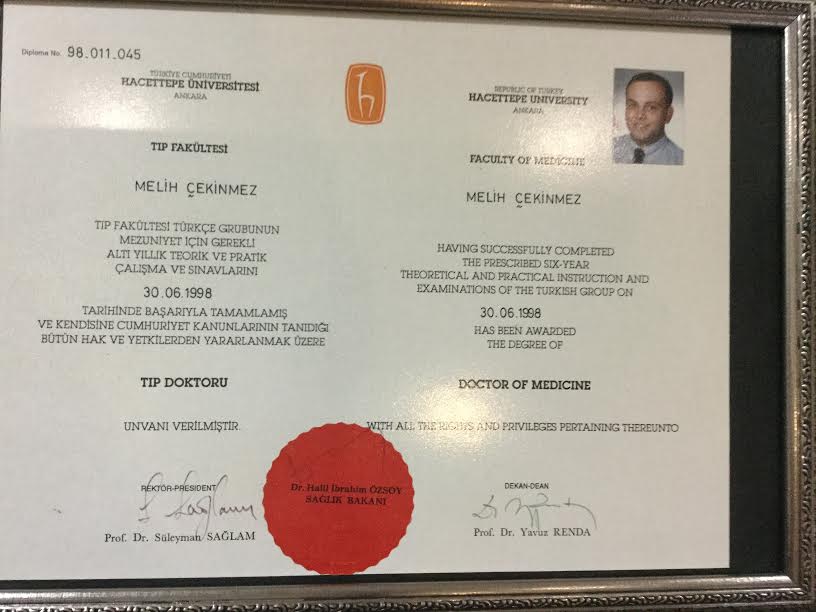 Diploma No. 98.011.045
TÜRKİYE CUMHURİYETİ
HACETTEPE ÜNİVERSİTESİ
ANKARA
TIP FAKÜLTESİ
MELİH ÇEKİNMEZ
TIP FAKÜLTESİ TÜRKÇE GRUBUNUN
MEZUNİYET İÇİN GEREKLİ
ALTI YILLIK TEORİK VE PRATİK
ÇALIŞMA VE SINAVLARINI
30.06.1998
TARİHİNDE BAŞARIYLA TAMAMLAMIŞ
VE KENDİSİNE CUMHURİYET KANUNLARININ TANIDIĞI
BÜTÜN HAK VE YETKİLERDEN YARARLANMAK ÜZERE
TIP DOKTORU
UNVANI VERİLMİŞTİR.
REKTÖR-PRESIDENT
Prof. Dr. Süleyman SAĞLAM
REPUBLIC OF TURKEY
HACETTEPE UNIVERSITY
ANKARA
FACULTY OF MEDICINE
MELİH ÇEKİNMEZ
HAVING SUCCESSFULLY COMPLETED
THE PRESCRIBED SIX-YEAR
THEORETICAL AND PRACTICAL INSTRUCTION AND
EXAMINATIONS OF THE TURKISH GROUP ON
30.06.1998
HAS BEEN AWARDED
THE DEGREE OF
DOCTOR OF MEDICINE
WITH ALL THE RIGHTS AND PRIVILEGES PERTAINING THEREUNTO
DEKAN-DEAN
Prof. Dr. Yavuz RENDA
Dr. Halil İbrahim ÖZSOY
SAĞLIK BAKANI